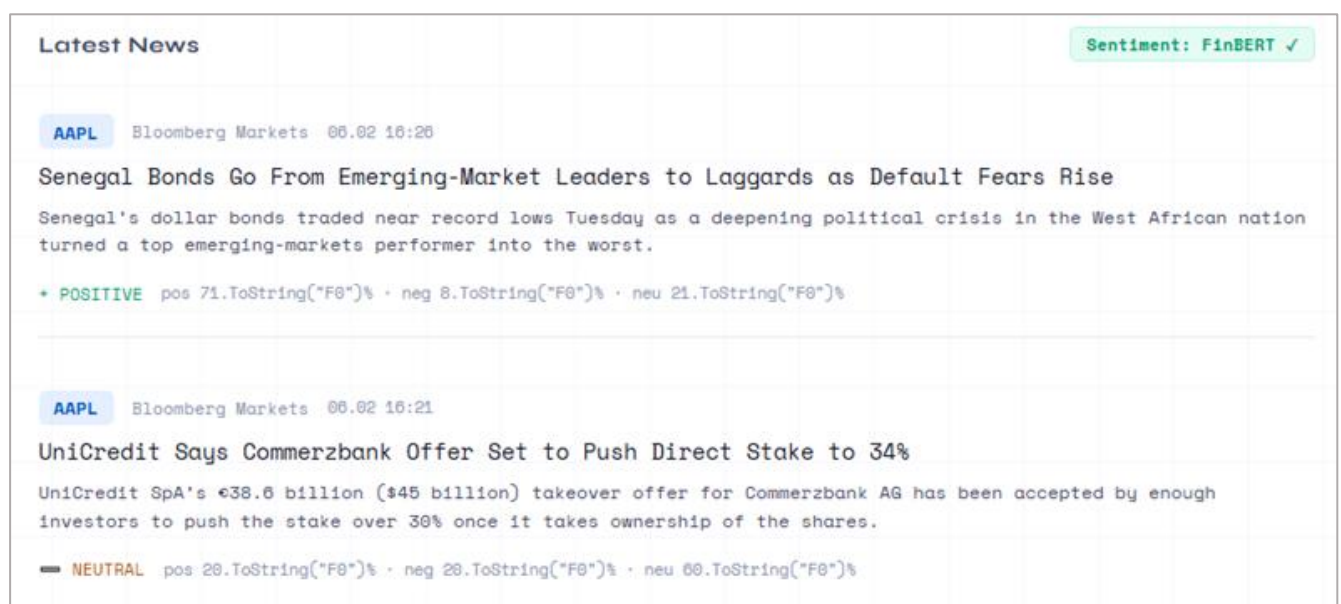 Latest News
Sentiment: FinBERT ✓
AAPL Bloomberg Markets 06.02 16:26
Senegal Bonds Go From Emerging-Market Leaders to Laggards as Default Fears Rise
Senegal's dollar bonds traded near record lows Tuesday as a deepening political crisis in the West African nation
turned a top emerging-markets performer into the worst.
+ POSITIVE pos 71.ToString("F0")% · neg 8.ToString("F0")% · neu 21.ToString("F0")%
AAPL Bloomberg Markets 06.02 16:21
UniCredit Says Commerzbank Offer Set to Push Direct Stake to 34%
UniCredit SpA's €38.6 billion ($45 billion) takeover offer for Commerzbank AG has been accepted by enough
investors to push the stake over 30% once it takes ownership of the shares.
➖ NEUTRAL pos 20.ToString("F0")% · neg 20.ToString("F0")% · neu 60.ToString("F0")%